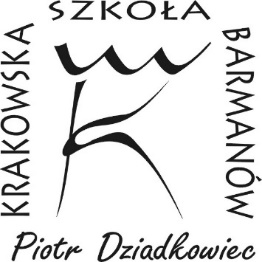 KRAKOWSKA
SZKOŁA
BARMANÓW
K
Piotr Dziadkowiec